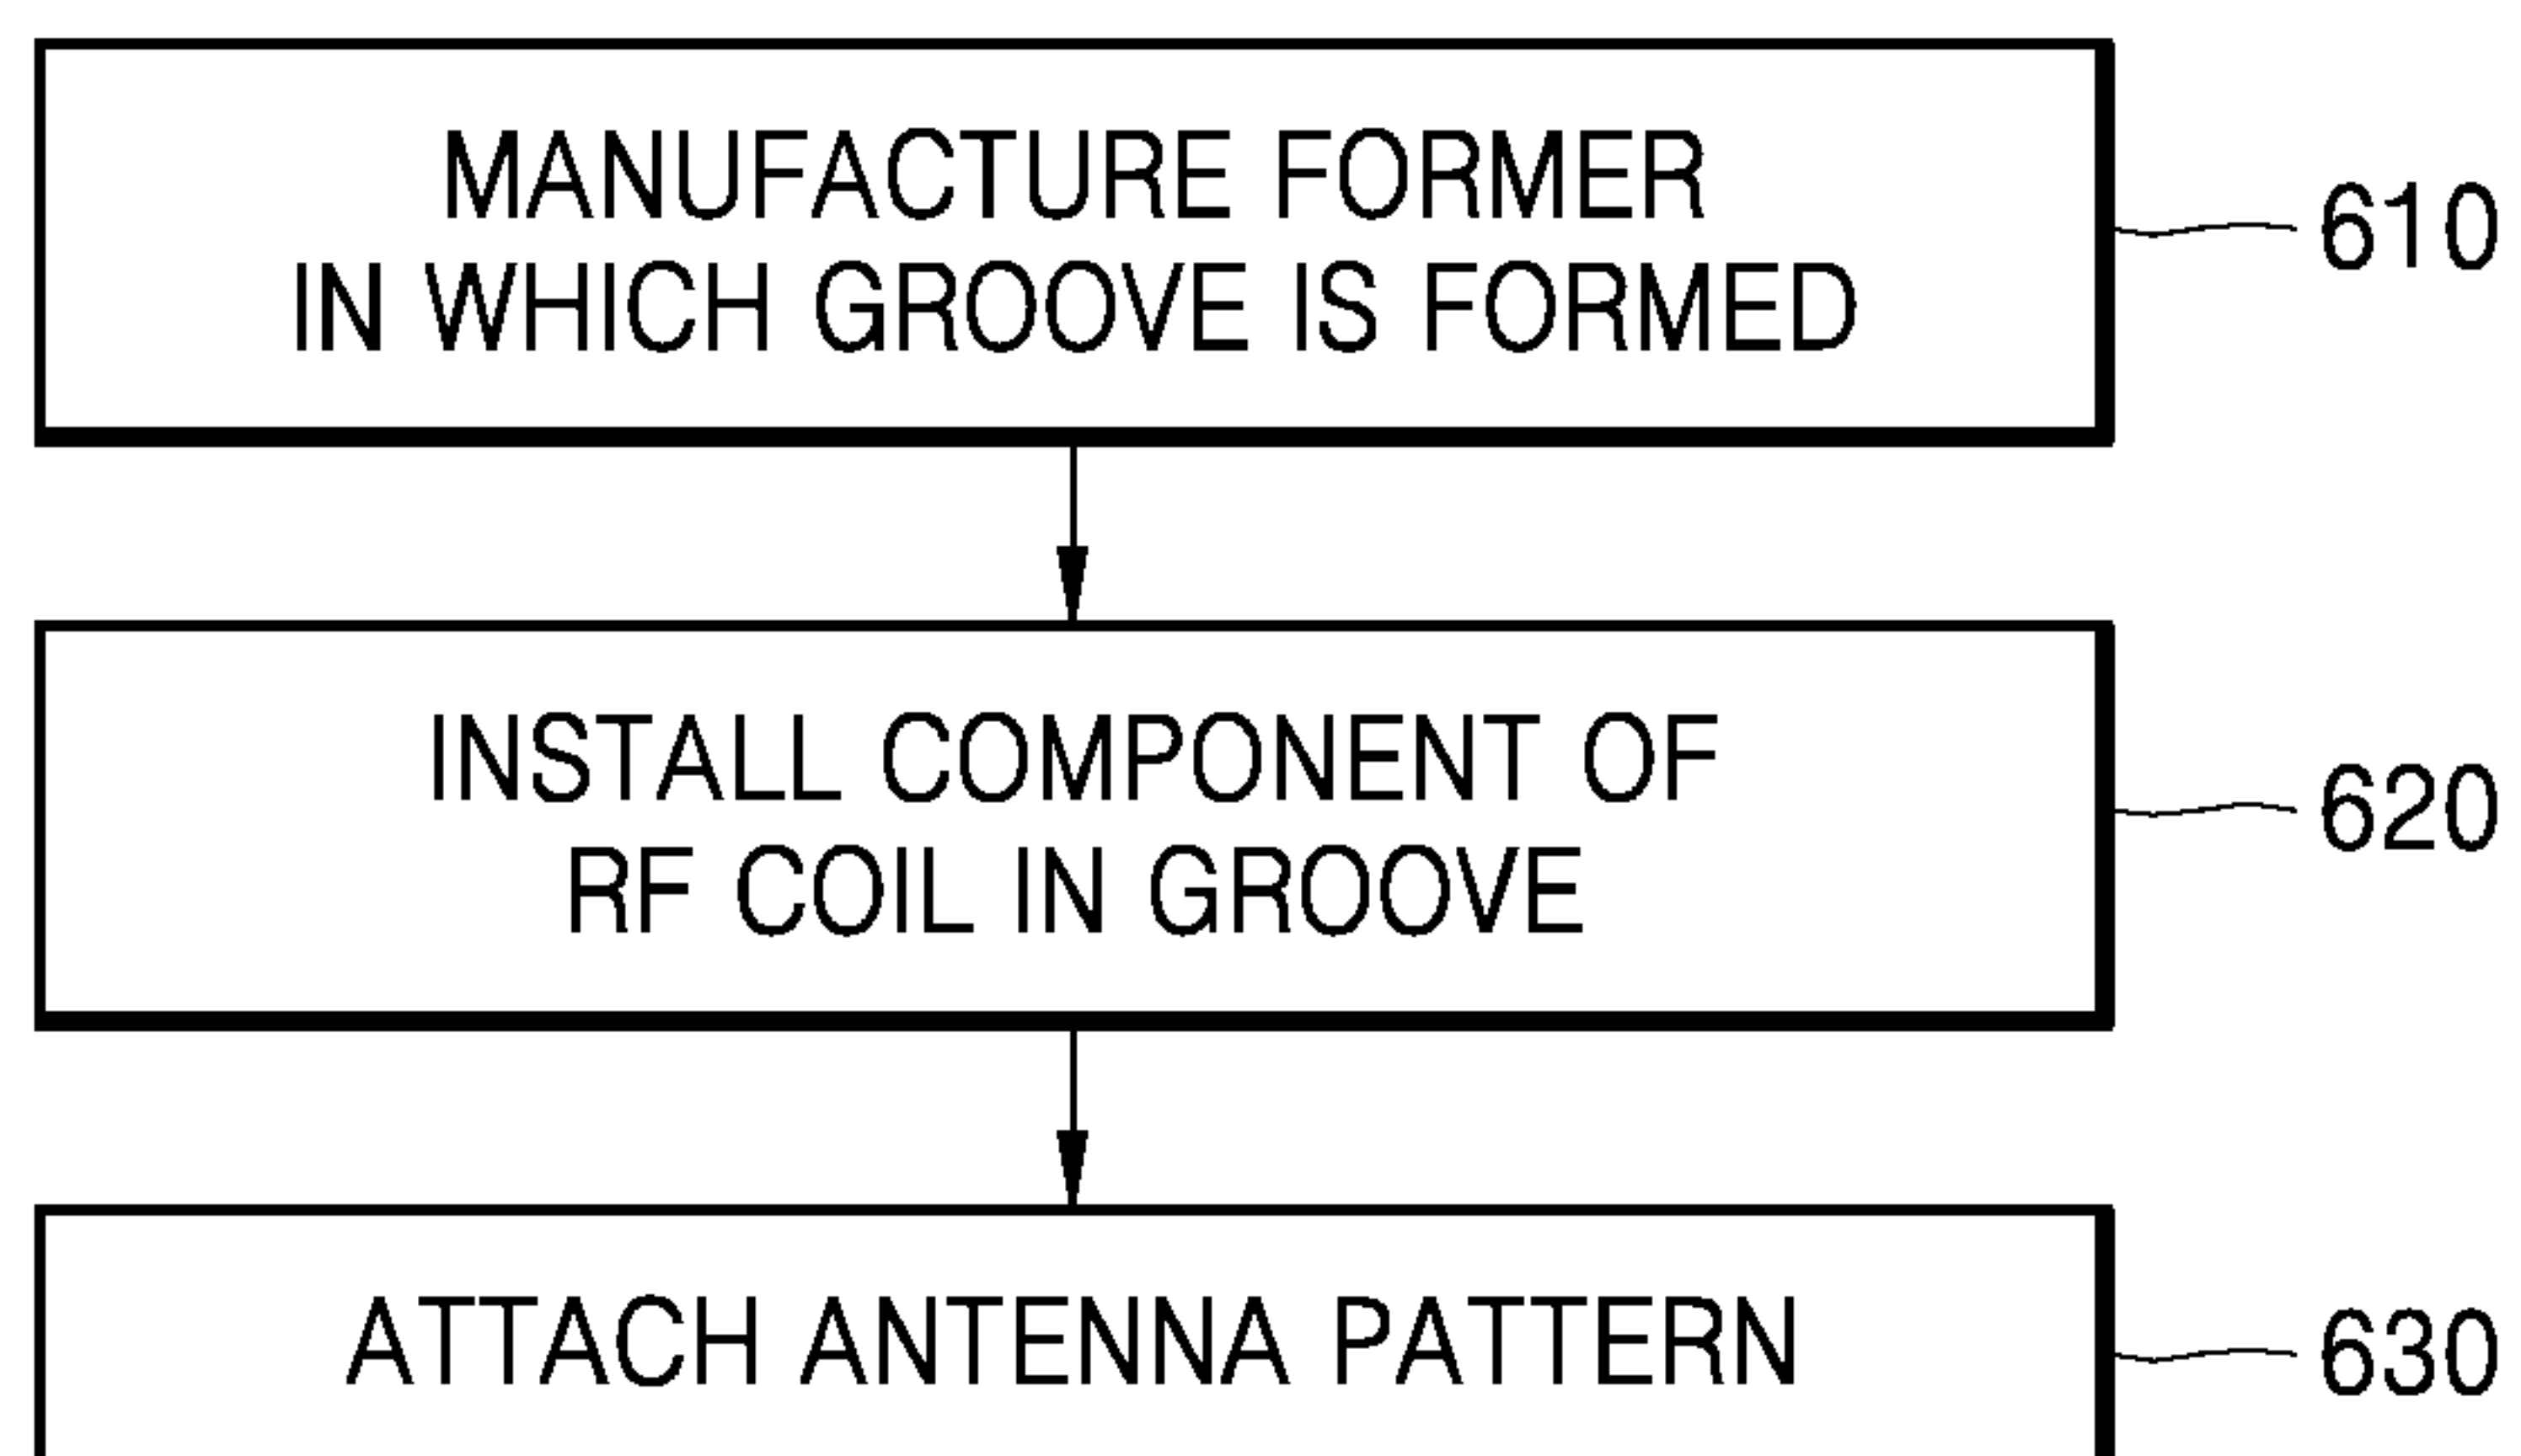 MANUFACTURE FORMER
IN WHICH GROOVE IS FORMED
610
INSTALL COMPONENT OF
RF COIL IN GROOVE
620
ATTACH ANTENNA PATTERN
630